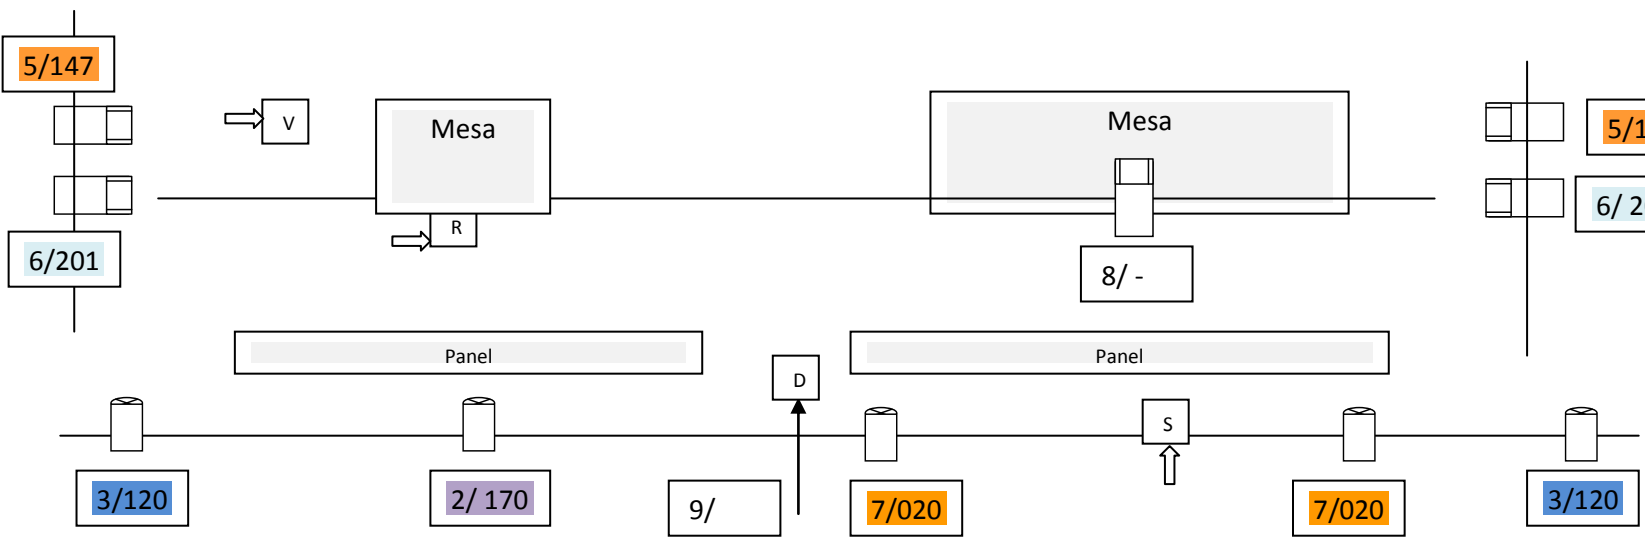 5/147
V
Mesa
Mesa
5/1
6/ 2
R
6/201
8/ -
Panel
Panel
D
S
3/120
2/ 170
9/
7/020
7/020
3/120